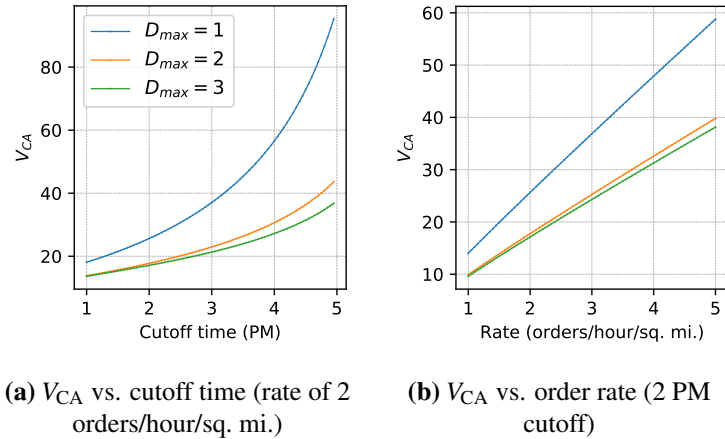 D_max = 1
D_max = 2
D_max = 3
V_CA
80
60
40
20
1 2 3 4 5
Cutoff time (PM)
V_CA
60
50
40
30
20
10
1 2 3 4 5
Rate (orders/hour/sq. mi.)
(a) V_CA vs. cutoff time (rate of 2
orders/hour/sq. mi.)
(b) V_CA vs. order rate (2 PM
cutoff)